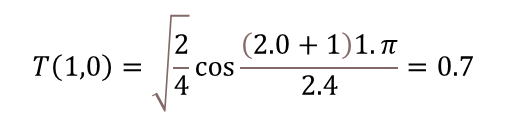 T(1,0) = √(2/4) cos ((2.0 + 1)1. π)/(2.4) = 0.7